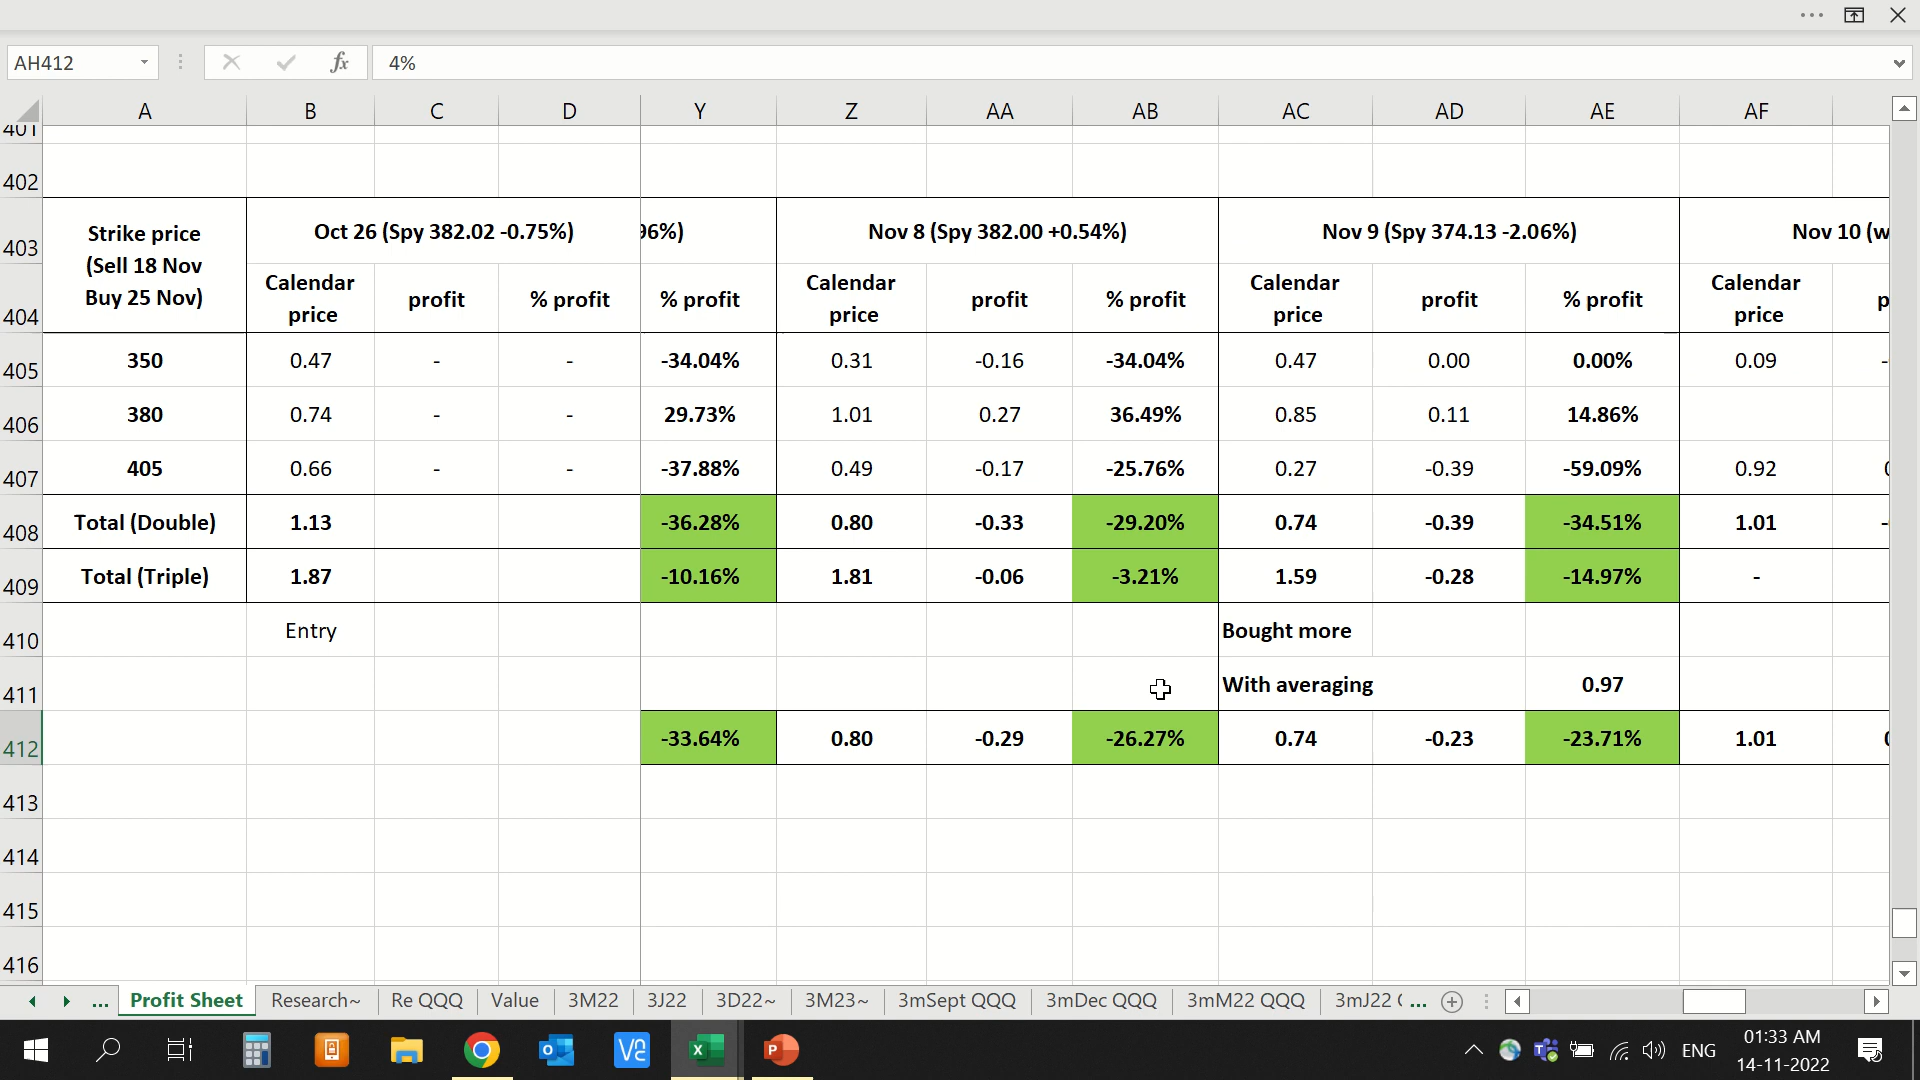 AH412
fx
4%
A B C D Y Z AA AB AC AD AE AF
401
402
403 Strike price (Sell 18 Nov Buy 25 Nov) Oct 26 (Spy 382.02 -0.75%) 96%) Nov 8 (Spy 382.00 +0.54%) Nov 9 (Spy 374.13 -2.06%) Nov 10 (w
404 Calendar price profit % profit % profit Calendar price profit % profit Calendar price profit % profit Calendar price p
405 350 0.47 - - -34.04% 0.31 -0.16 -34.04% 0.47 0.00 0.00% 0.09 -
406 380 0.74 - - 29.73% 1.01 0.27 36.49% 0.85 0.11 14.86%
407 405 0.66 - - -37.88% 0.49 -0.17 -25.76% 0.27 -0.39 -59.09% 0.92
408 Total (Double) 1.13 -36.28% 0.80 -0.33 -29.20% 0.74 -0.39 -34.51% 1.01 -
409 Total (Triple) 1.87 -10.16% 1.81 -0.06 -3.21% 1.59 -0.28 -14.97% -
410 Entry Bought more
411 With averaging 0.97
412 -33.64% 0.80 -0.29 -26.27% 0.74 -0.23 -23.71% 1.01
413
414
415
416
... Profit Sheet Research~ Re QQQ Value 3M22 3J22 3D22~ 3M23~ 3mSept QQQ 3mDec QQQ 3mM22 QQQ 3mJ22 ( ...
ENG
01:33 AM
14-11-2022